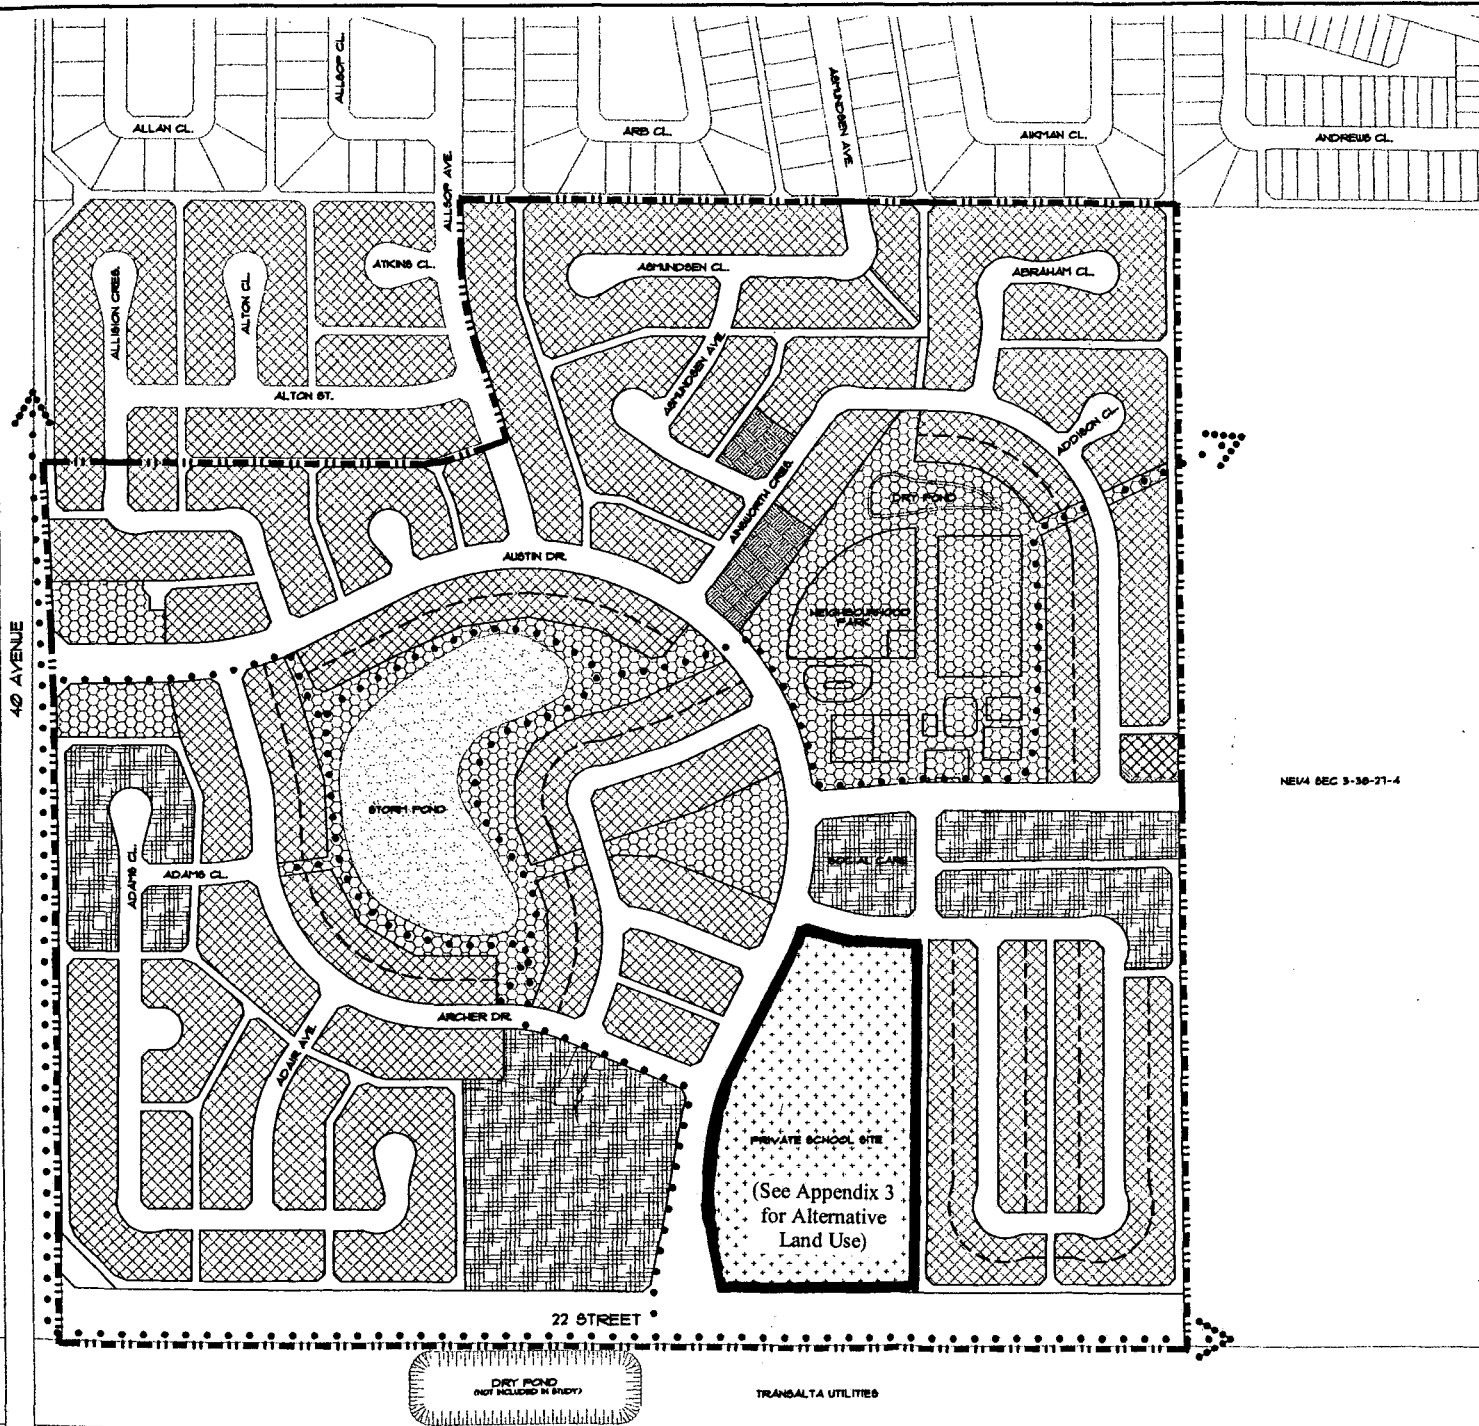 ALLSOP CL.
ALLAN CL.
ARB CL.
ASMUNDSEN AVE.
AIKMAN CL.
ANDREWS CL.
ALLSOP AVE.
ATKINS CL.
ASMUNDSEN CL.
ABRAHAM CL.
ALLISON CRES.
ALTON CL.
ASMUNDSEN AVE.
ALTON ST.
ADDISON CL.
AINSWORTH CRES.
DRY POND
AUSTIN DR.
NEIGHBOURHOOD
PARK
40 AVENUE
NE1/4 SEC 3-38-27-4
STORM POND
SOCIAL CARE
ADAMS CL.
ADAMS CL.
ARCHER DR.
ADAIR AVE.
PRIVATE SCHOOL SITE
(See Appendix 3
for Alternative
Land Use)
22 STREET
DRY POND
(NOT INCLUDED IN STUDY)
TRANSALTA UTILITIES